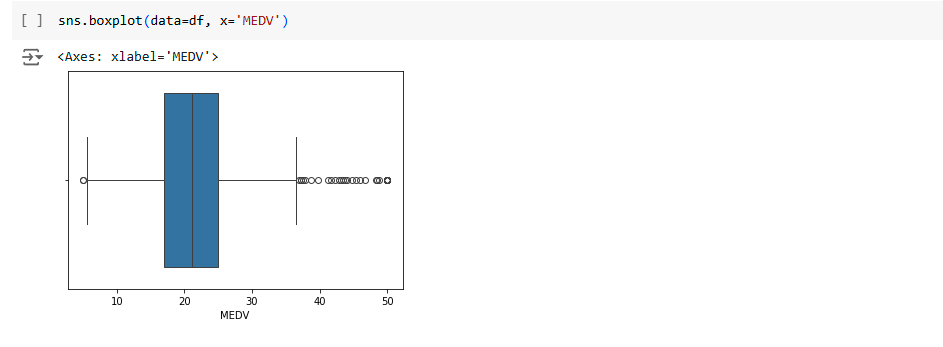 [ ] sns.boxplot(data=df, x='MEDV')
<Axes: xlabel='MEDV'>
10 20 30 40 50
MEDV